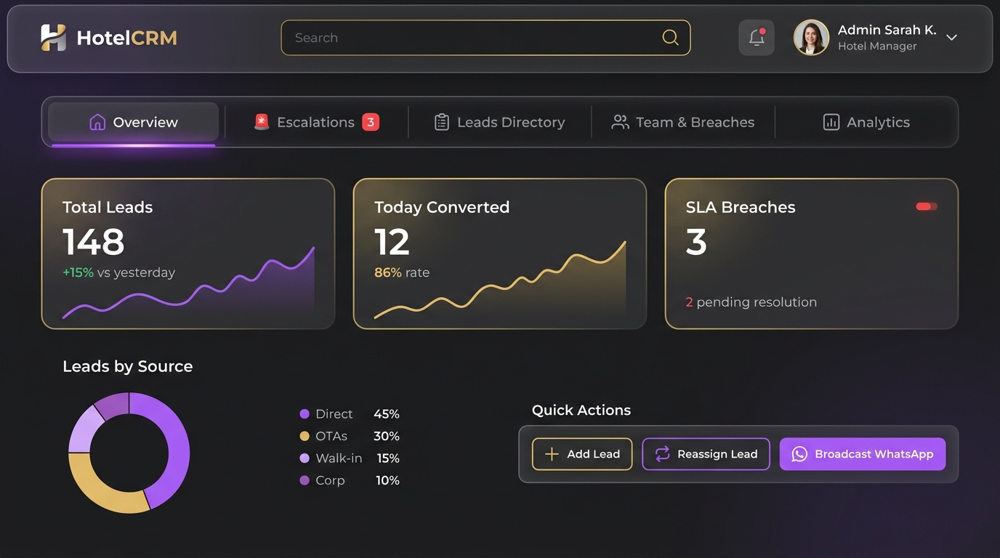 HotelCRM
Search
Admin Sarah K.
Hotel Manager
Overview
Escalations 3
Leads Directory
Team & Breaches
Analytics
Total Leads
148
+15% vs yesterday
Today Converted
12
86% rate
SLA Breaches
3
2 pending resolution
Leads by Source
Direct 45%
OTAs 30%
Walk-in 15%
Corp 10%
Quick Actions
Add Lead
Reassign Lead
Broadcast WhatsApp